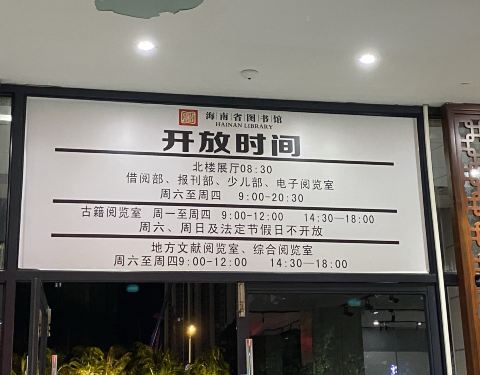 海南省图书馆
HAINAN LIBRARY
开放时间
北楼展厅08:30
借阅部、报刊部、少儿部、电子阅览室
周六至周四 9:00-20:30
古籍阅览室 周一至周四 9:00-12:00 14:30—18:00
周六、周日及法定节假日不开放
地方文献阅览室、综合阅览室
周六至周四9:00-12:00 14:30—18:00